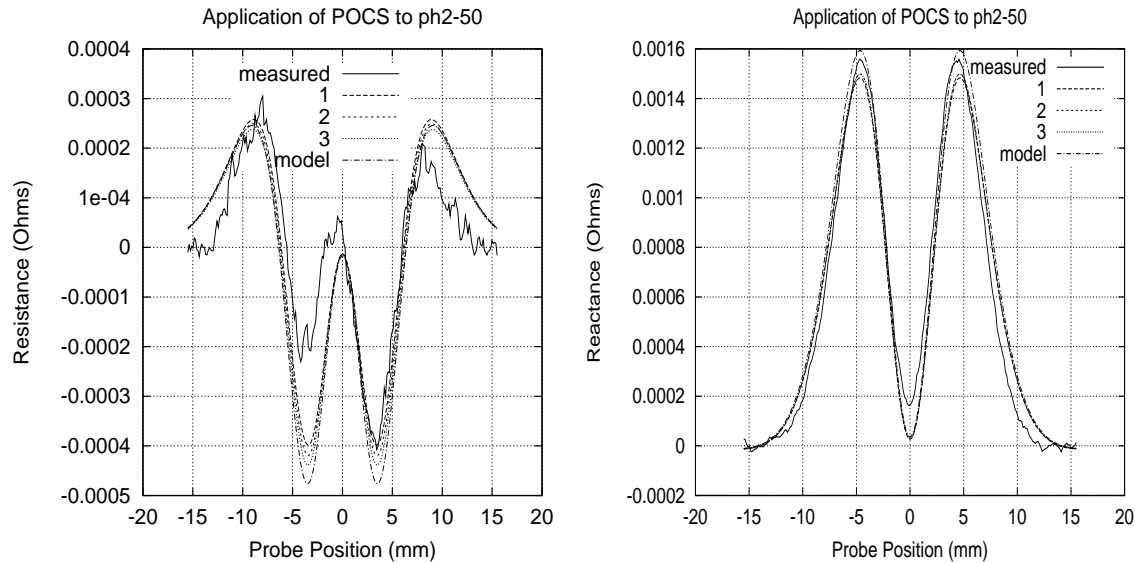 Application of POCS to ph2-50
0.0004
0.0003
0.0002
1e-04
0
-0.0001
-0.0002
-0.0003
-0.0004
-0.0005
-20 -15 -10 -5 0 5 10 15 20
Resistance (Ohms)
Probe Position (mm)
measured
1
2
3
model
Application of POCS to ph2-50
0.0016
0.0014
0.0012
0.001
0.0008
0.0006
0.0004
0.0002
0
-0.0002
-20 -15 -10 -5 0 5 10 15 20
Reactance (Ohms)
Probe Position (mm)
measured
1
2
3
model